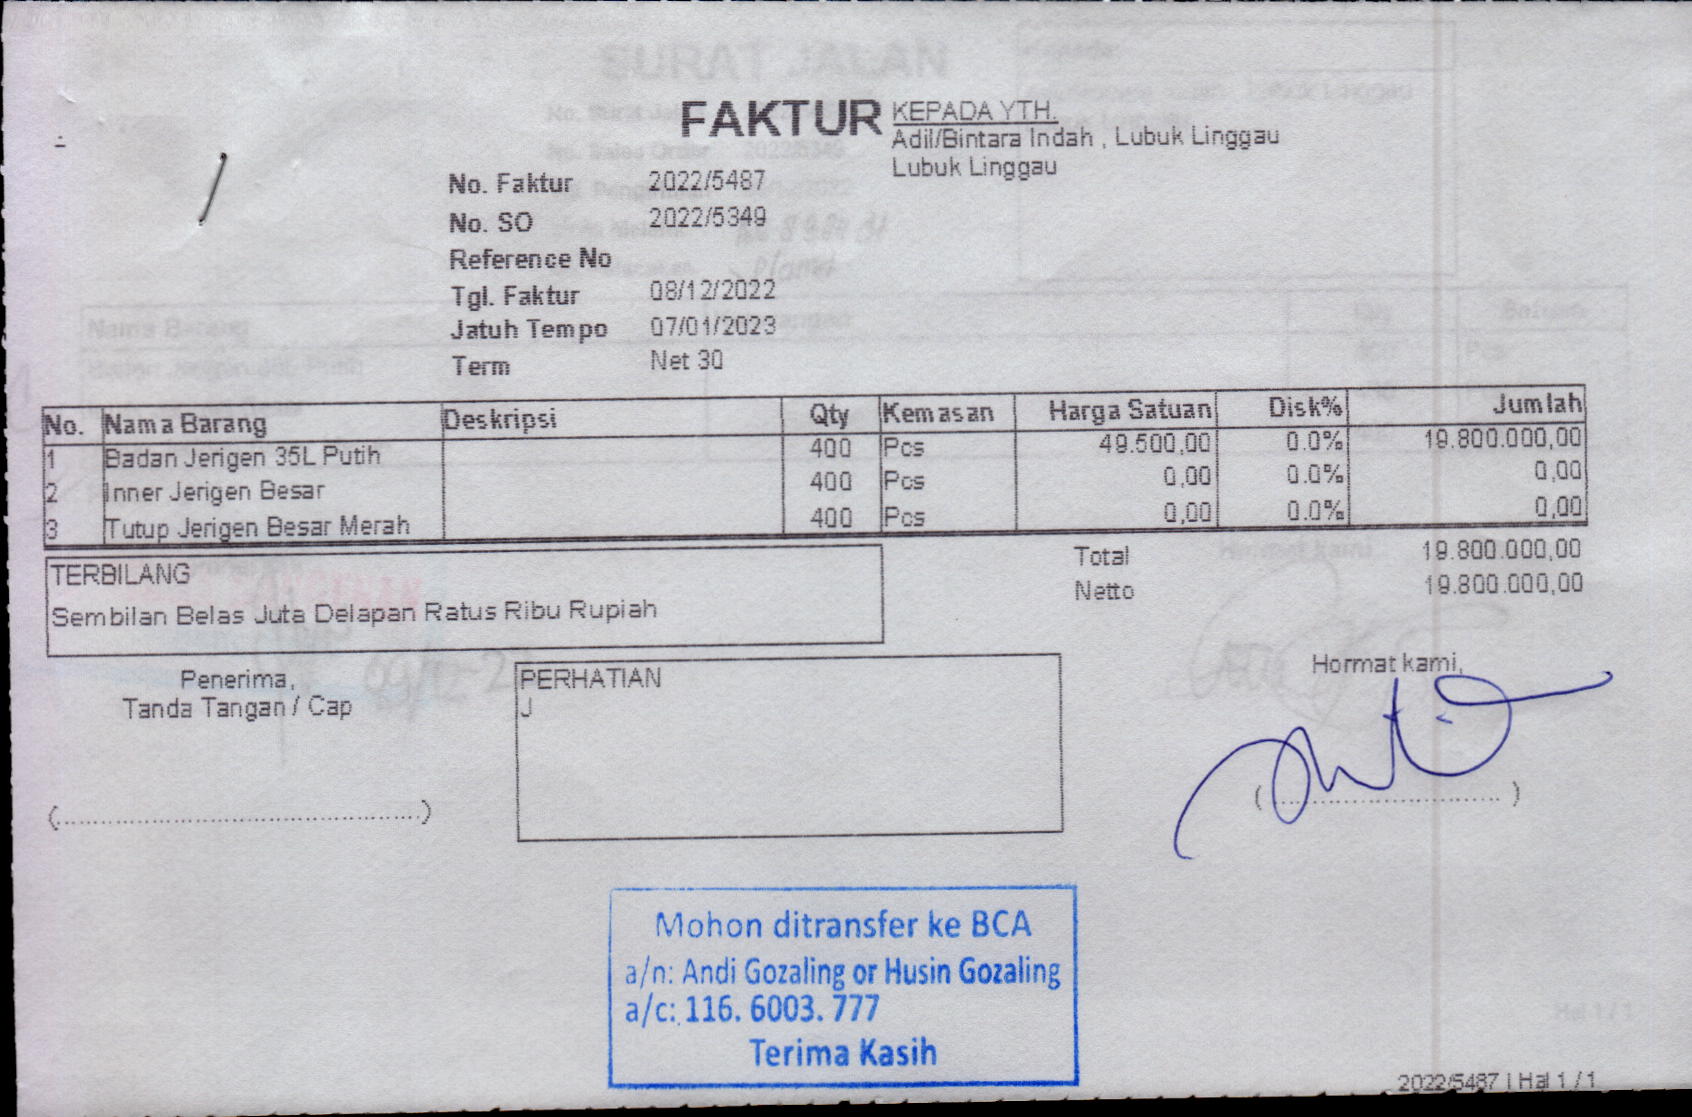 FAKTUR
KEPADA YTH.
Adil/Bintara Indah , Lubuk Linggau
Lubuk Linggau
No. Faktur 2022/5487
No. SO 2022/5349
Reference No
Tgl. Faktur 08/12/2022
Jatuh Tempo 07/01/2023
Term Net 30
No. Nama Barang Deskripsi Qty Kemasan Harga Satuan Disk% Jumlah
1 Badan Jerigen 35L Putih 400 Pcs 49.500,00 0.0% 19.800.000,00
2 Inner Jerigen Besar 400 Pcs 0,00 0.0% 0,00
3 Tutup Jerigen Besar Merah 400 Pcs 0,00 0.0% 0,00
Total 19.800.000,00
Netto 19.800.000,00
TERBILANG
Sembilan Belas Juta Delapan Ratus Ribu Rupiah
Penerima,
Tanda Tangan / Cap
PERHATIAN
J
Hormat kami,
Mohon ditransfer ke BCA
a/n: Andi Gozaling or Husin Gozaling
a/c: 116. 6003. 777
Terima Kasih
2022/5487 | Hal 1 / 1